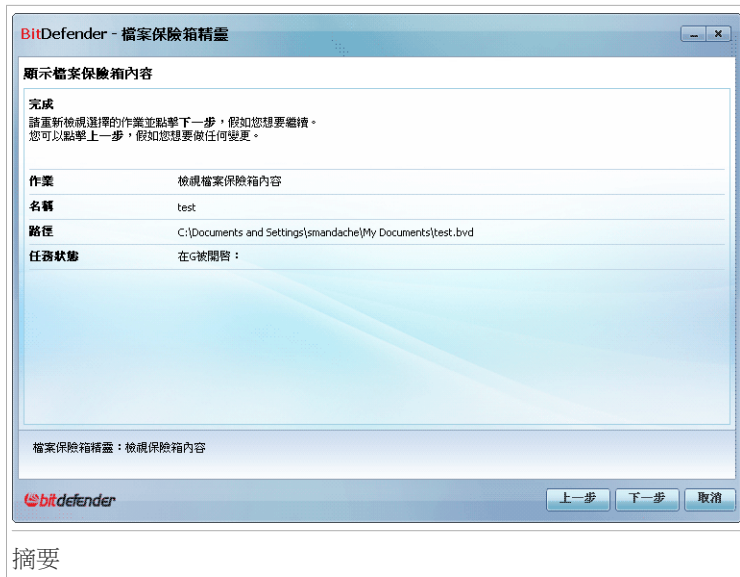 BitDefender - 檔案保險箱精靈
顯示檔案保險箱內容
完成
請重新檢視選擇的作業並點擊下一步，假如您想要繼續。
您可以點擊上一步，假如您想要做任何變更。
作業 檢視檔案保險箱內容
名稱 test
路徑 C:\Documents and Settings\smandache\My Documents\test.bvd
任務狀態 在G被開啓：
檔案保險箱精靈：檢視保險箱內容
bitdefender
上一步 下一步 取消
摘要